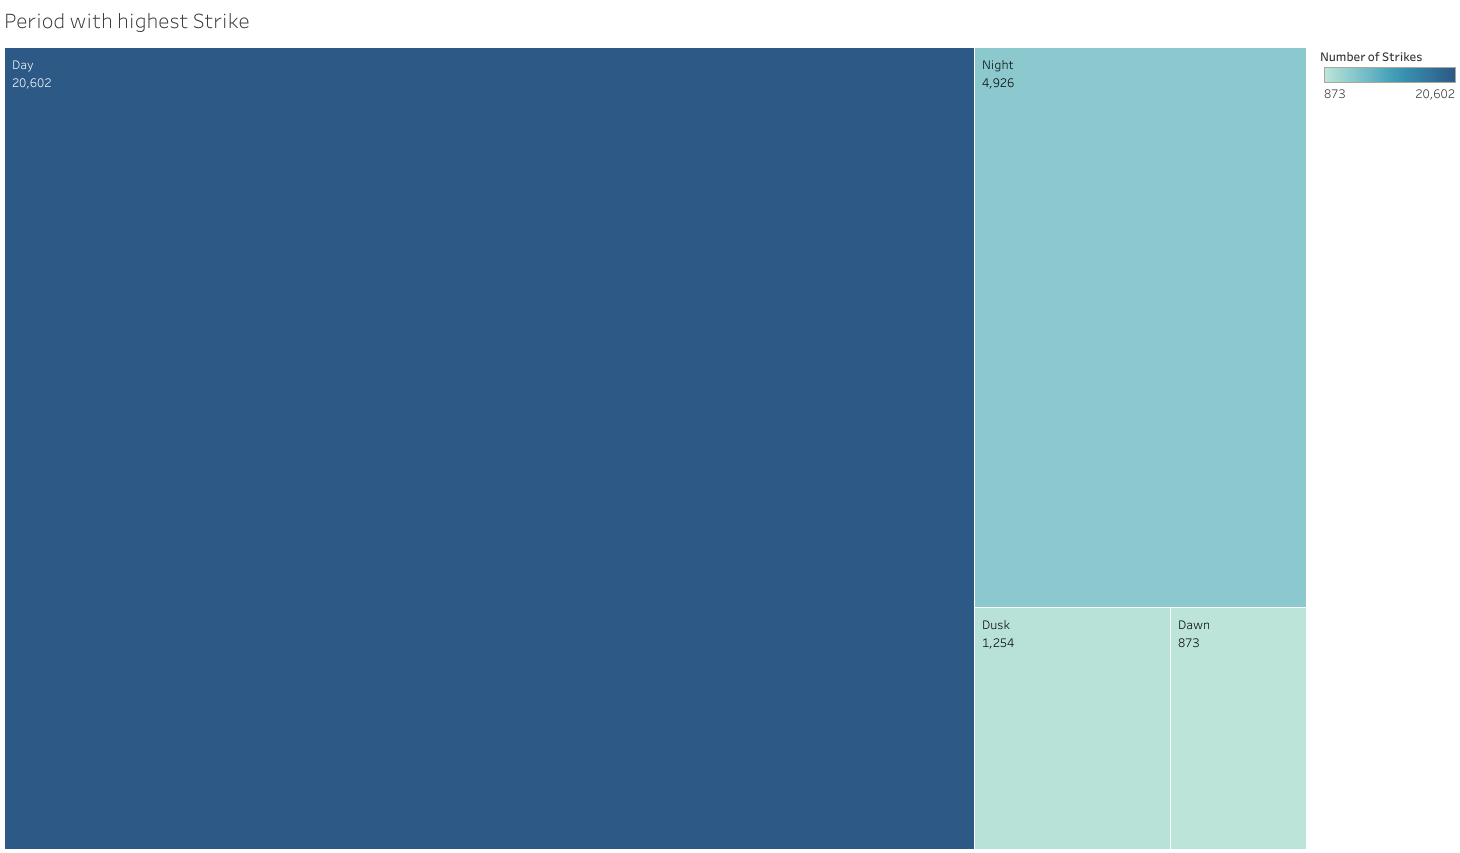 Period with highest Strike
Day
20,602
Night
4,926
Dusk
1,254
Dawn
873
Number of Strikes
873 20,602